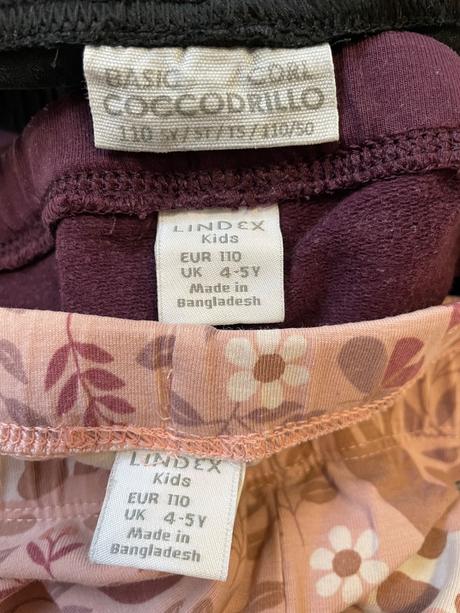 BASIC CORE
COCCODRILLO
110 5Y/5T/T5/110/50
LINDEX
Kids
EUR 110
UK 4-5Y
Made in
Bangladesh
LINDEX
Kids
EUR 110
UK 4-5Y
Made in
Bangladesh